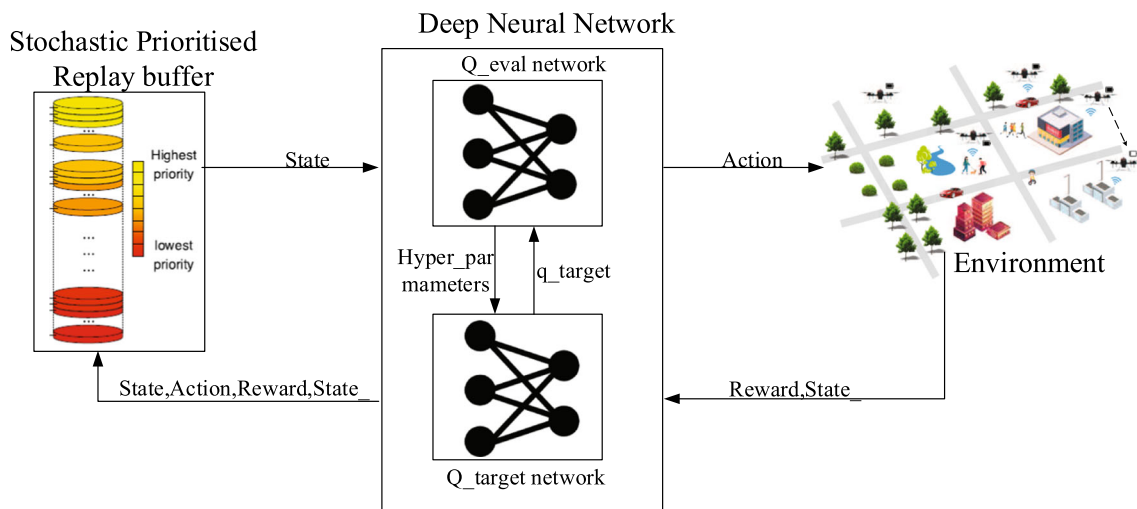 Deep Neural Network
Stochastic Prioritised
Replay buffer
Q_eval network
...
Highest
priority
...
...
...
...
...
...
lowest
priority
...
...
State
Action
Hyper_par
mameters
q_target
Environment
State,Action,Reward,State_
Reward,State_
Q_target network